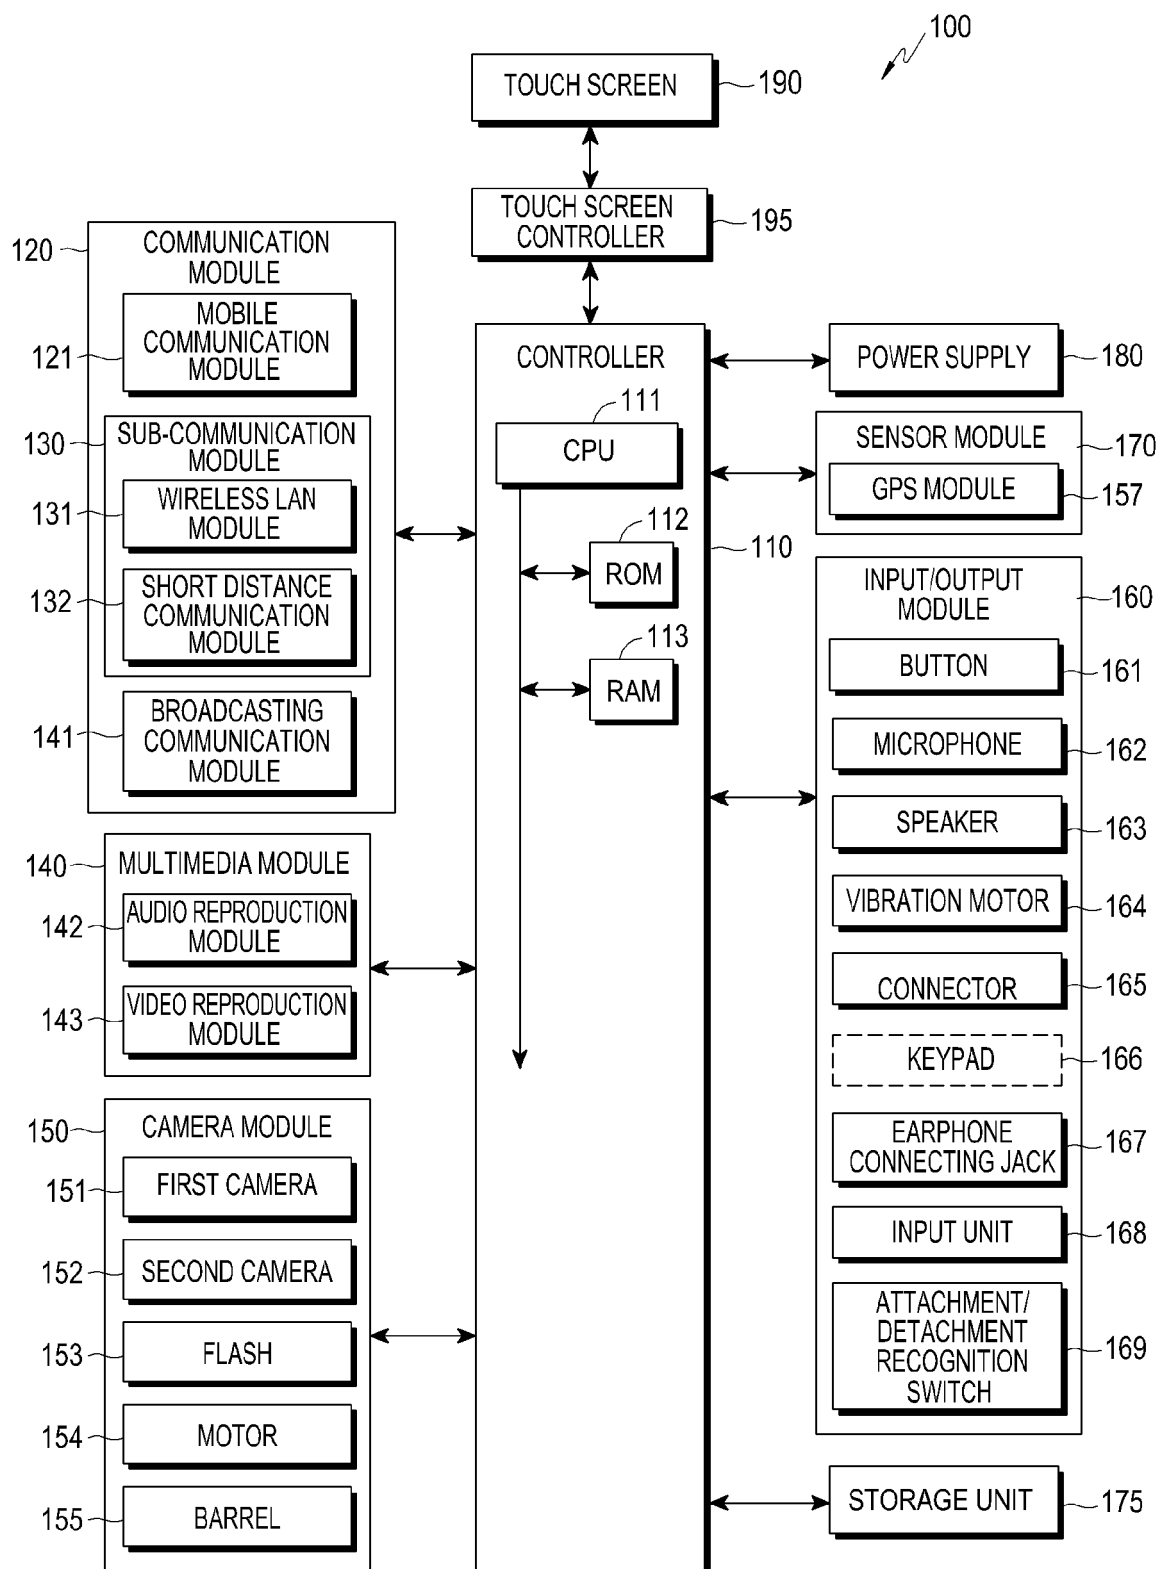 100
TOUCH SCREEN
190
TOUCH SCREEN
CONTROLLER
195
120
COMMUNICATION
MODULE
121
MOBILE
COMMUNICATION
MODULE
130
SUB-COMMUNICATION
MODULE
131
WIRELESS LAN
MODULE
132
SHORT DISTANCE
COMMUNICATION
MODULE
141
BROADCASTING
COMMUNICATION
MODULE
140
MULTIMEDIA MODULE
142
AUDIO REPRODUCTION
MODULE
143
VIDEO REPRODUCTION
MODULE
150
CAMERA MODULE
151
FIRST CAMERA
152
SECOND CAMERA
153
FLASH
154
MOTOR
155
BARREL
CONTROLLER
111
CPU
112
ROM
113
RAM
110
POWER SUPPLY
180
SENSOR MODULE
170
GPS MODULE
157
INPUT/OUTPUT
MODULE
160
BUTTON
161
MICROPHONE
162
SPEAKER
163
VIBRATION MOTOR
164
CONNECTOR
165
KEYPAD
166
EARPHONE
CONNECTING JACK
167
INPUT UNIT
168
ATTACHMENT/
DETACHMENT
RECOGNITION
SWITCH
169
STORAGE UNIT
175